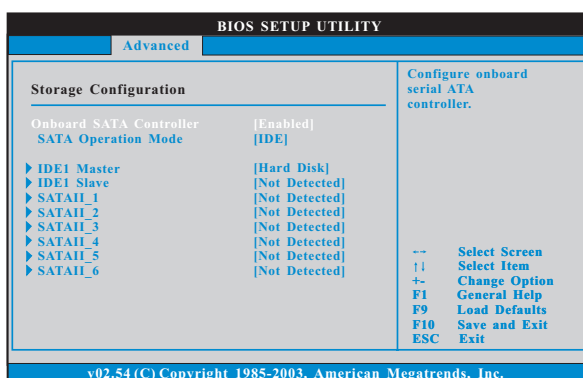 BIOS SETUP UTILITY
Advanced
Storage Configuration
Onboard SATA Controller [Enabled]
SATA Operation Mode [IDE]
IDE1 Master [Hard Disk]
IDE1 Slave [Not Detected]
SATAII_1 [Not Detected]
SATAII_2 [Not Detected]
SATAII_3 [Not Detected]
SATAII_4 [Not Detected]
SATAII_5 [Not Detected]
SATAII_6 [Not Detected]
Configure onboard
serial ATA
controller.
←→ Select Screen
↑↓ Select Item
+- Change Option
F1 General Help
F9 Load Defaults
F10 Save and Exit
ESC Exit
v02.54 (C) Copyright 1985-2003, American Megatrends, Inc.